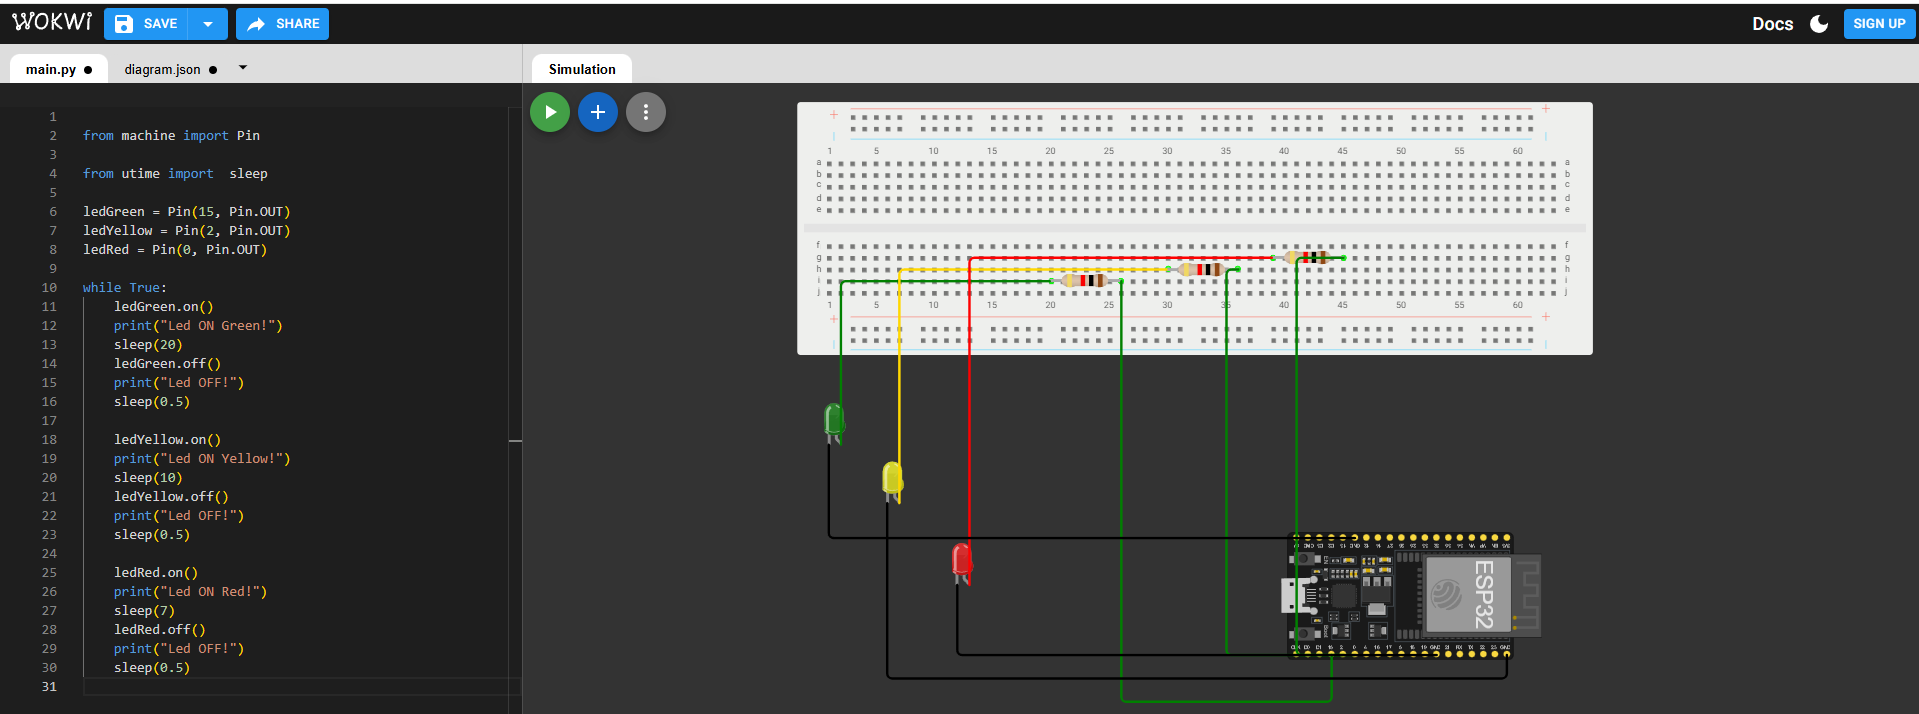 WOKWI SAVE SHARE Docs SIGN UP
main.py diagram.json Simulation
1
2 from machine import Pin
3
4 from utime import  sleep
5
6 ledGreen = Pin(15, Pin.OUT)
7 ledYellow = Pin(2, Pin.OUT)
8 ledRed = Pin(0, Pin.OUT)
9
10 while True:
11     ledGreen.on()
12     print("Led ON Green!")
13     sleep(20)
14     ledGreen.off()
15     print("Led OFF!")
16     sleep(0.5)
17
18     ledYellow.on()
19     print("Led ON Yellow!")
20     sleep(10)
21     ledYellow.off()
22     print("Led OFF!")
23     sleep(0.5)
24
25     ledRed.on()
26     print("Led ON Red!")
27     sleep(7)
28     ledRed.off()
29     print("Led OFF!")
30     sleep(0.5)
31
1 5 10 15 20 25 30 35 40 45 50 55 60
a a
b b
c c
d d
e e
f f
g g
h h
i i
j j
1 5 10 15 20 25 30 35 40 45 50 55 60
ESP32